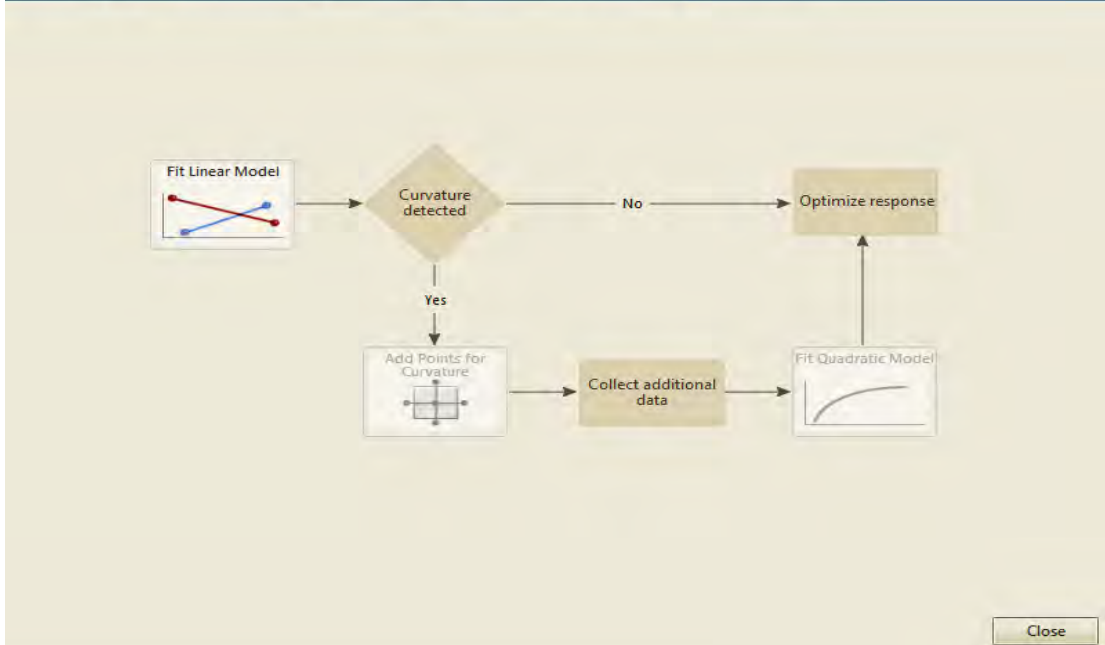 Fit Linear Model
Curvature
detected
No
Optimize response
Yes
Add Points for
Curvature
Collect additional
data
Fit Quadratic Model
Close